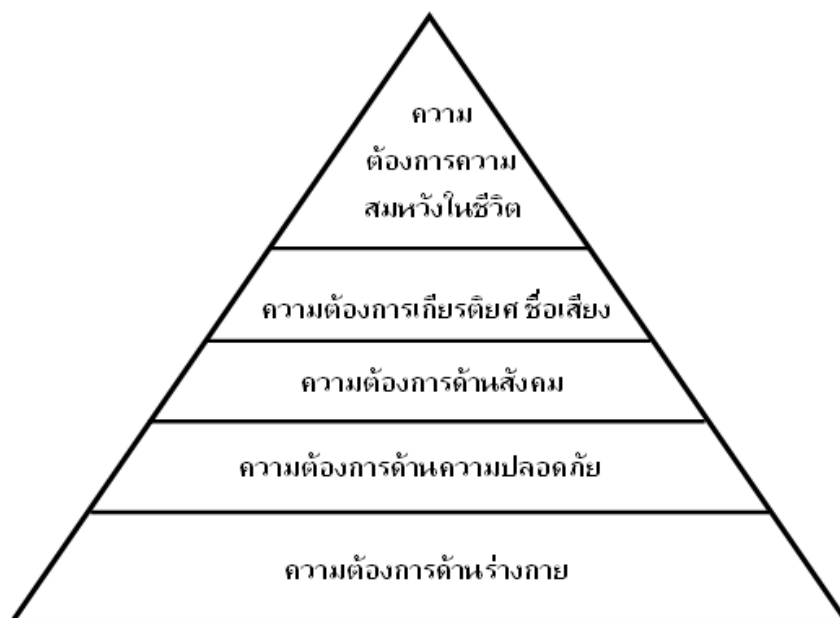 ความ
ต้องการความ
สมหวังในชีวิต
ความต้องการเกียรติยศ ชื่อเสียง
ความต้องการด้านสังคม
ความต้องการด้านความปลอดภัย
ความต้องการด้านร่างกาย